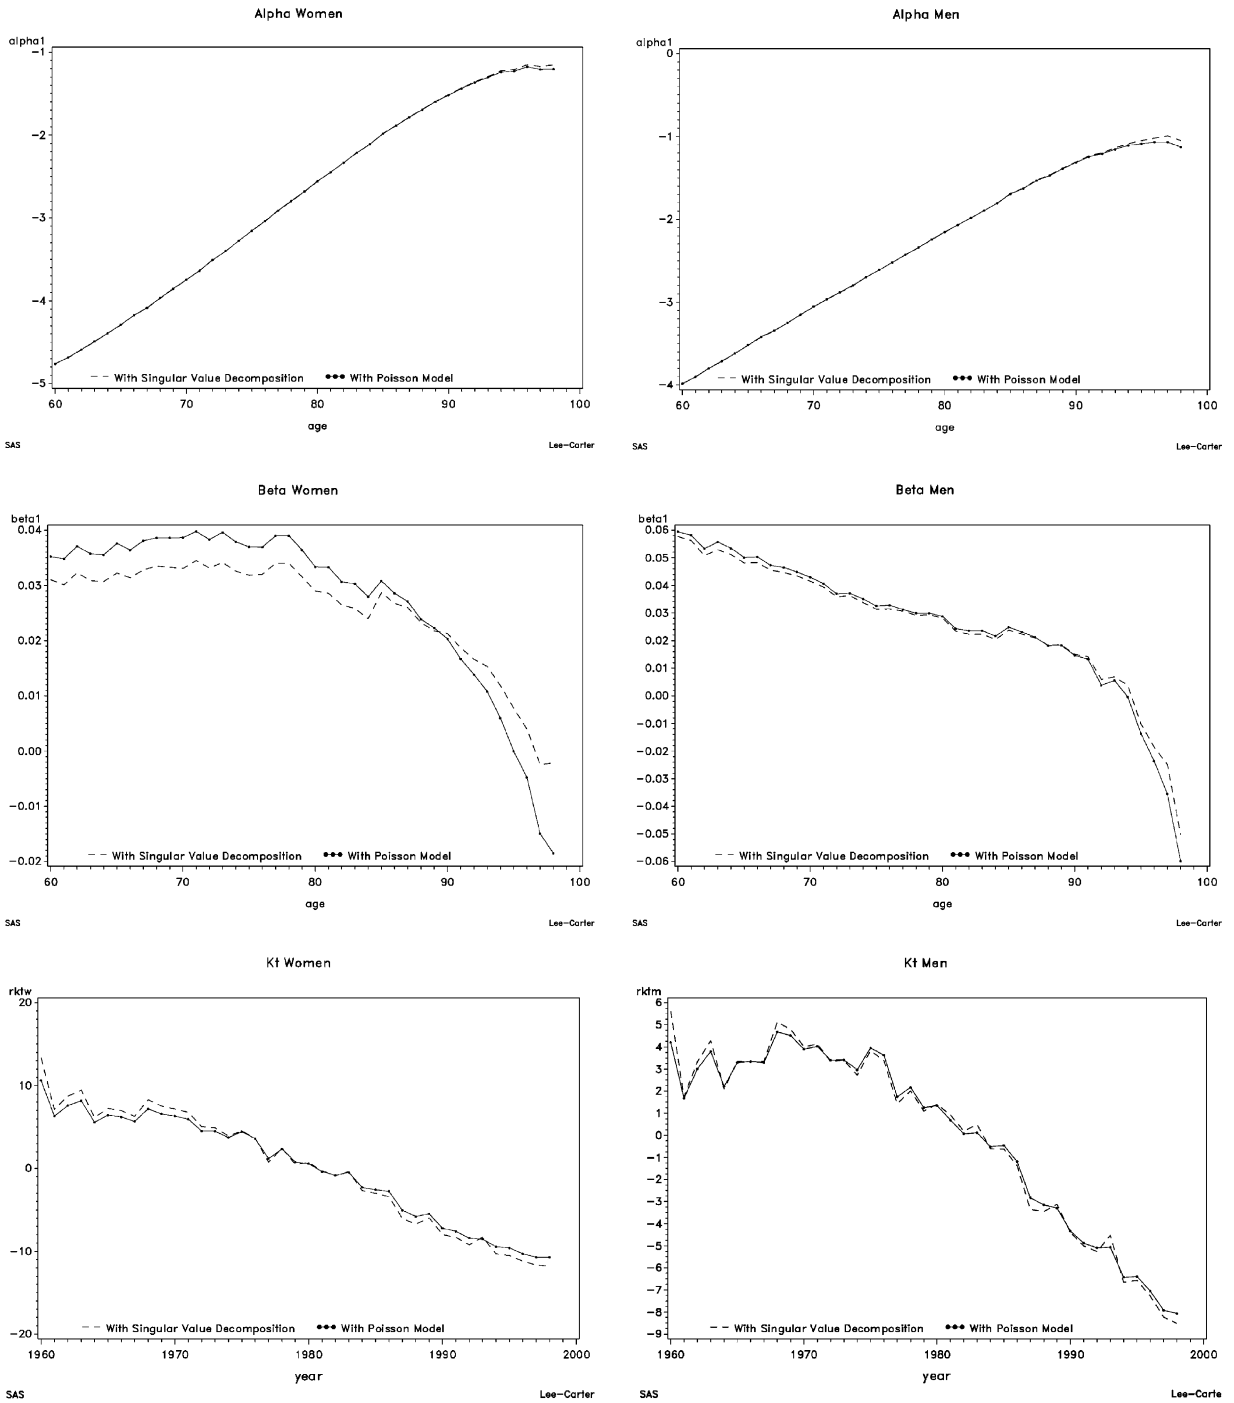 Alpha Women
alpha1
-1
-2
-3
-4
-5
With Singular Value Decomposition With Poisson Model
60 70 80 90 100
age
SAS Lee-Carter
Alpha Men
alpha1
0
-1
-2
-3
-4
With Singular Value Decomposition With Poisson Model
60 70 80 90 100
age
SAS Lee-Carter
Beta Women
beta1
0.04
0.03
0.02
0.01
0.00
-0.01
-0.02
With Singular Value Decomposition With Poisson Model
60 70 80 90 100
age
SAS Lee-Carter
Beta Men
beta1
0.06
0.05
0.04
0.03
0.02
0.01
0.00
-0.01
-0.02
-0.03
-0.04
-0.05
-0.06
With Singular Value Decomposition With Poisson Model
60 70 80 90 100
age
SAS Lee-Carter
Kt Women
rktw
20
10
0
-10
-20
With Singular Value Decomposition With Poisson Model
1960 1970 1980 1990 2000
year
SAS Lee-Carter
Kt Men
rktm
6
5
4
3
2
1
0
-1
-2
-3
-4
-5
-6
-7
-8
-9
With Singular Value Decomposition With Poisson Model
1960 1970 1980 1990 2000
year
SAS Lee-Carte